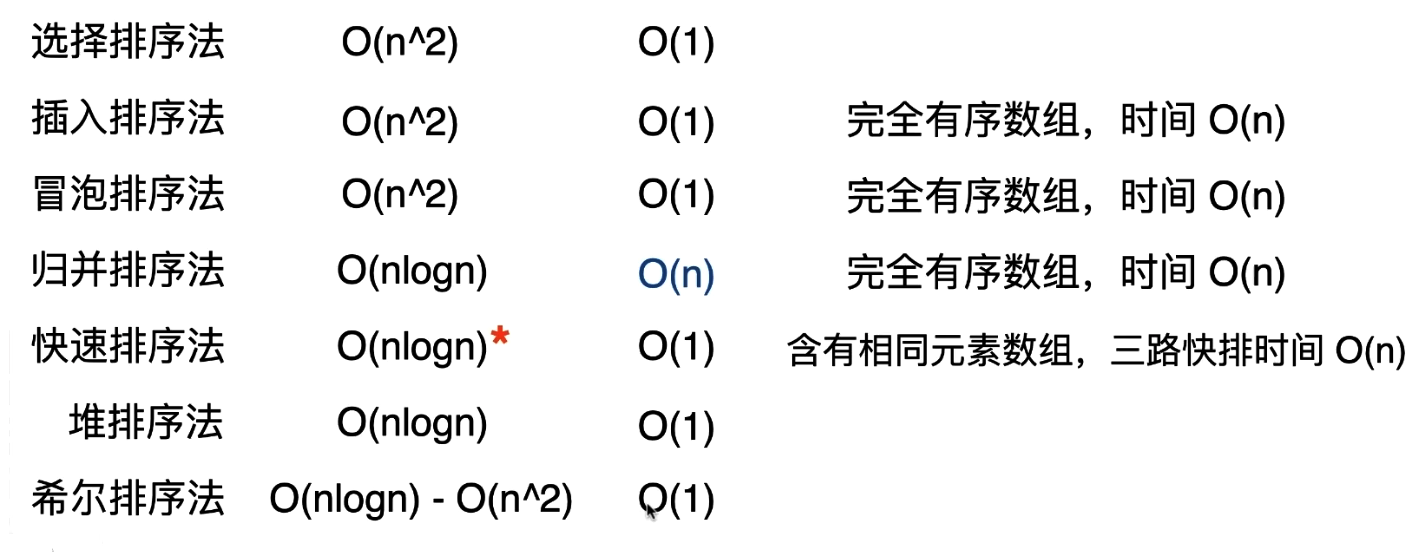 选择排序法 O(n^2) O(1)
插入排序法 O(n^2) O(1) 完全有序数组，时间 O(n)
冒泡排序法 O(n^2) O(1) 完全有序数组，时间 O(n)
归并排序法 O(nlogn) O(n) 完全有序数组，时间 O(n)
快速排序法 O(nlogn)* O(1) 含有相同元素数组，三路快排时间 O(n)
堆排序法 O(nlogn) O(1)
希尔排序法 O(nlogn) - O(n^2) O(1)